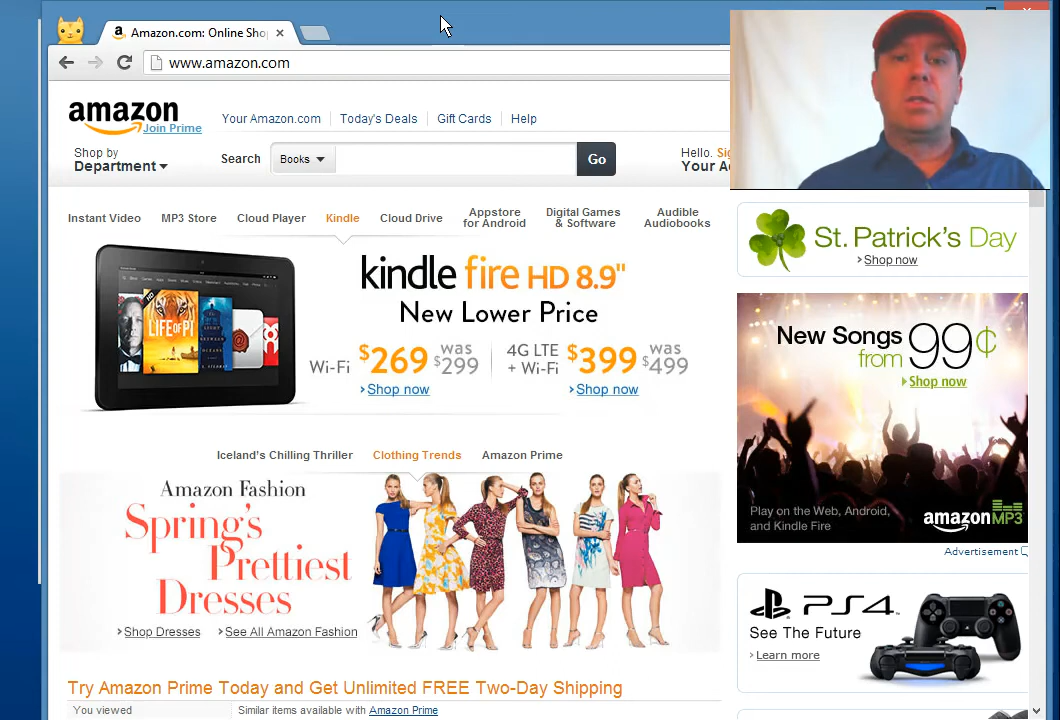 Amazon.com: Online Sho
www.amazon.com
amazon
Join Prime
Your Amazon.com
Today's Deals
Gift Cards
Help
Shop by
Department
Search
Books
Go
Hello. Sig
Your A
Instant Video
MP3 Store
Cloud Player
Kindle
Cloud Drive
Appstore
for Android
Digital Games
& Software
Audible
Audiobooks
kindle fire HD 8.9"
New Lower Price
Wi-Fi $269 was $299
Shop now
4G LTE + Wi-Fi $399 was $499
Shop now
LIFE OF PI
St. Patrick's Day
Shop now
New Songs
from 99¢
Shop now
Play on the Web, Android,
and Kindle Fire
amazonMP3
Advertisement
Iceland's Chilling Thriller
Clothing Trends
Amazon Prime
Amazon Fashion
Spring's
Prettiest
Dresses
Shop Dresses
See All Amazon Fashion
PS4
See The Future
Learn more
Try Amazon Prime Today and Get Unlimited FREE Two-Day Shipping
You viewed
Similar items available with Amazon Prime